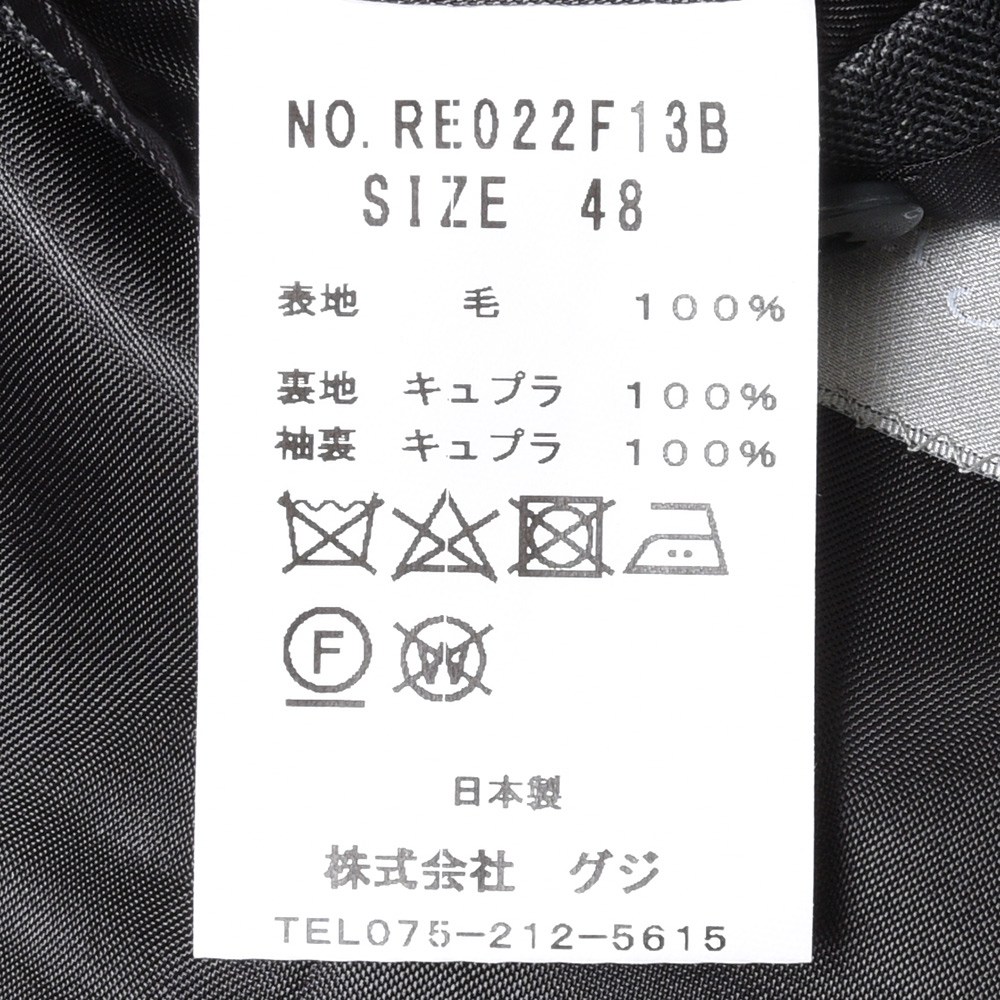 NO. RE022F13B
SIZE 48
表地 毛 100%
裏地 キュプラ 100%
袖裏 キュプラ 100%
F
W
日本製
株式会社 グジ
TEL075-212-5615